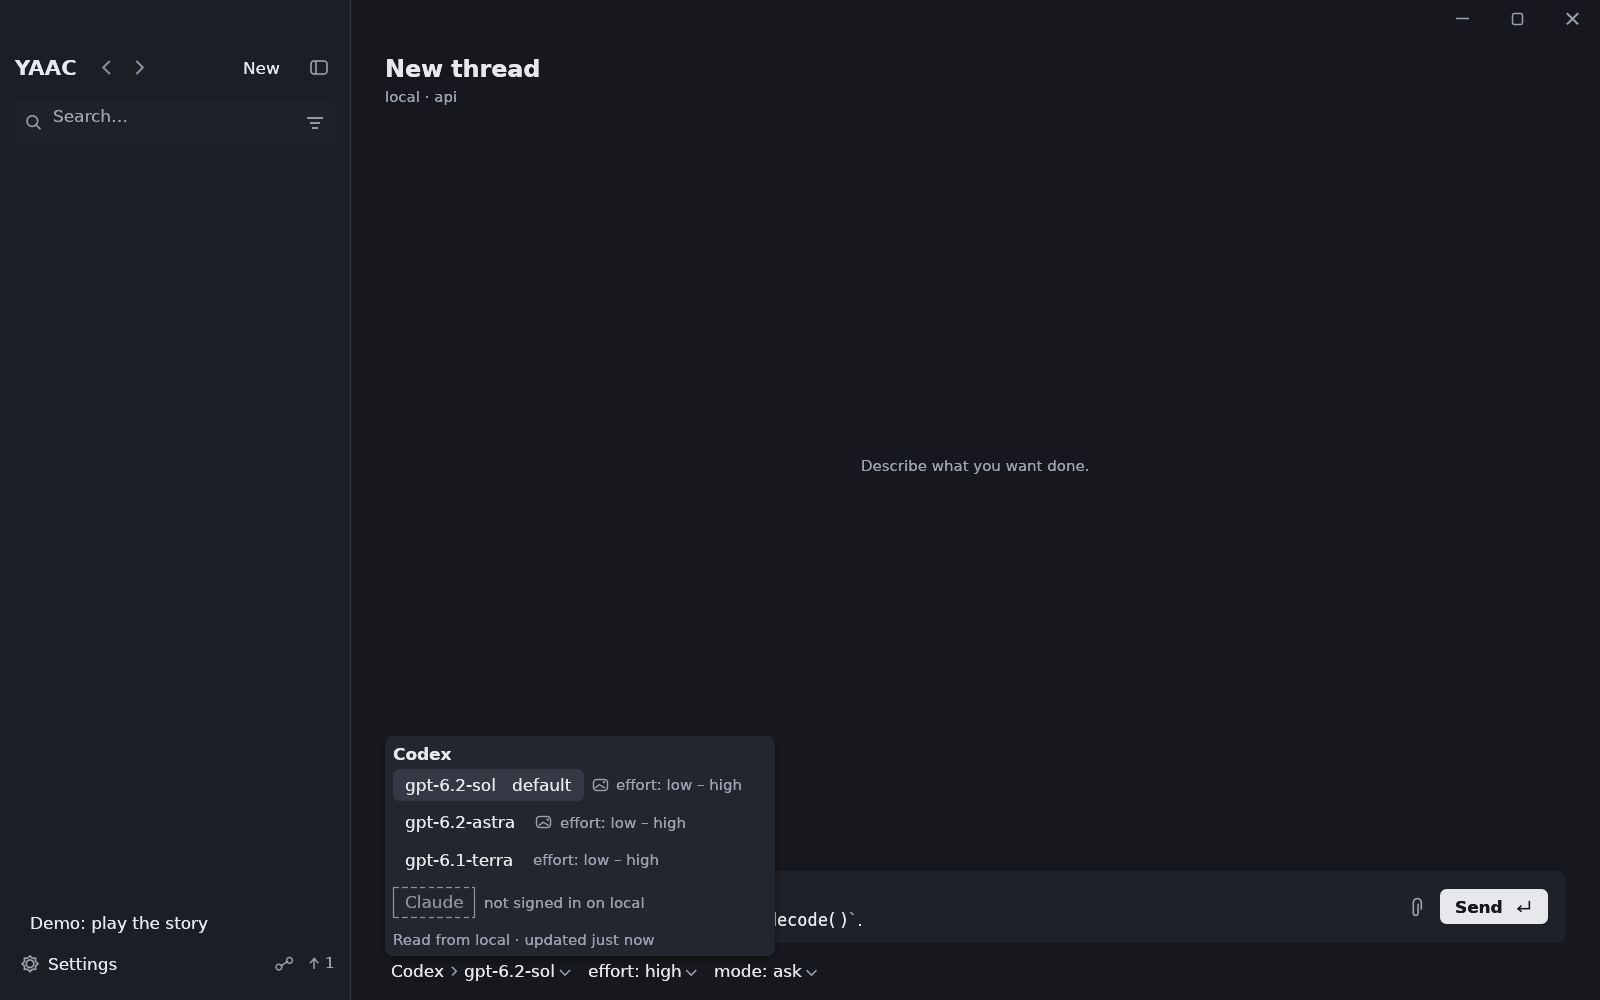 YAAC New
Search...
New thread
local · api
Describe what you want done.
Codex
gpt-6.2-sol default effort: low – high
gpt-6.2-astra effort: low – high
gpt-6.1-terra effort: low – high
Claude not signed in on local
Read from local · updated just now
ecode()`.
Send
Demo: play the story
Settings 1
Codex gpt-6.2-sol effort: high mode: ask